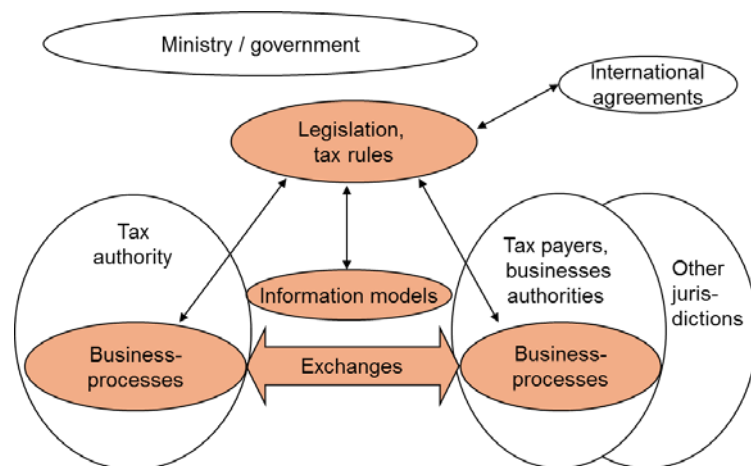 Ministry / government
International
agreements
Legislation,
tax rules
Tax
authority
Tax payers,
businesses
authorities
Other
juris-
dictions
Information models
Business-
processes
Exchanges
Business-
processes